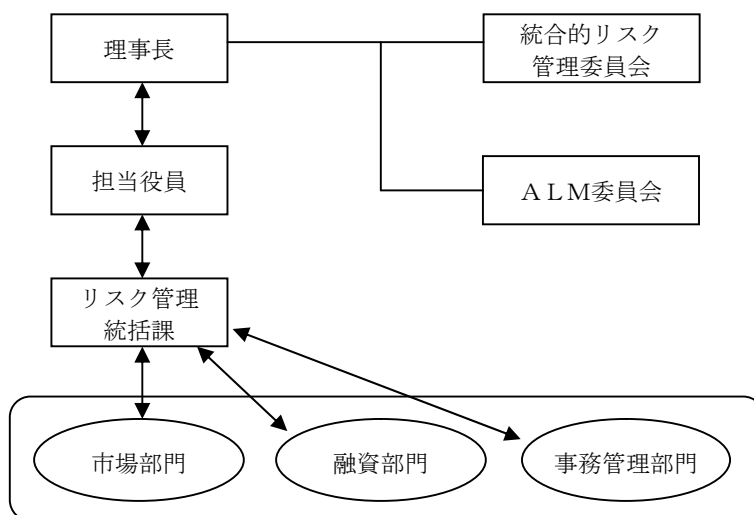 理事長
統合的リスク
管理委員会
担当役員
ＡＬＭ委員会
リスク管理
統括課
市場部門
融資部門
事務管理部門